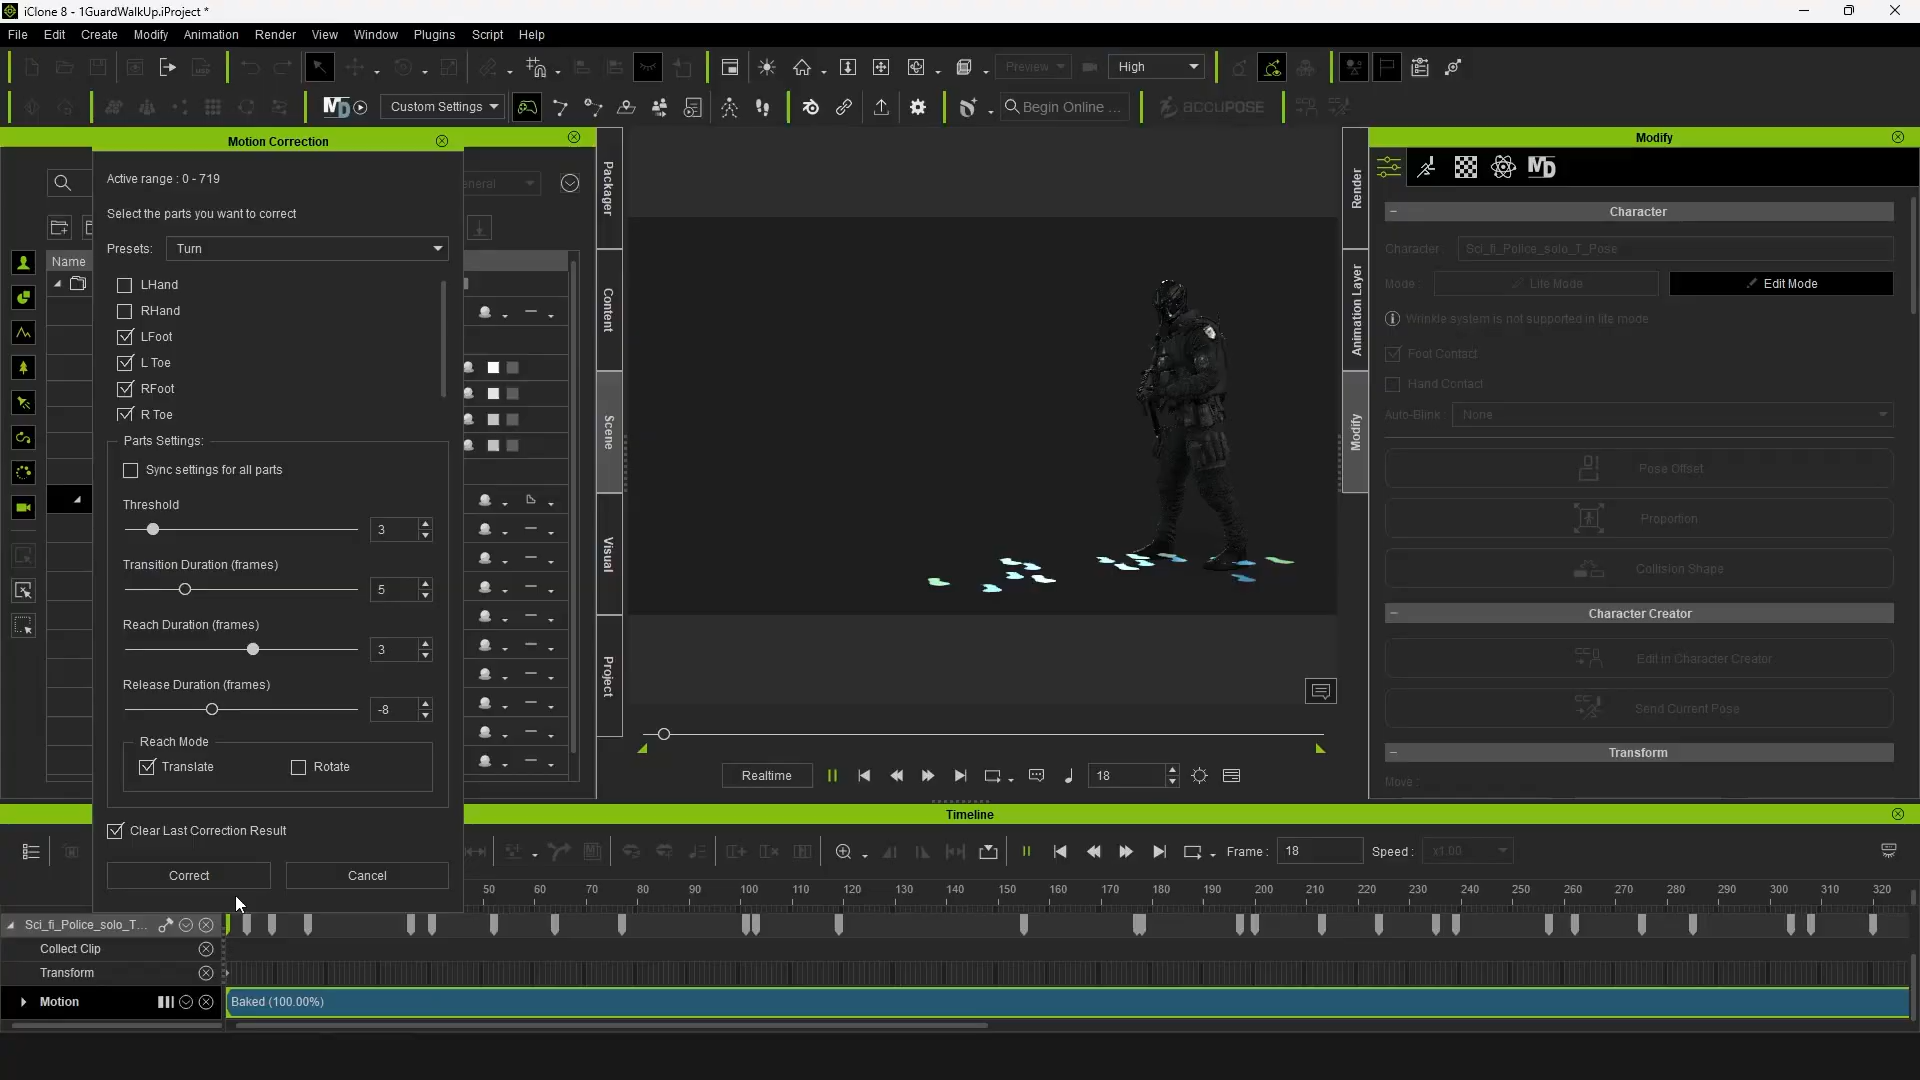 iClone 8 - 1GuardWalkUp.iProject *
File Edit Create Modify Animation Render View Window Plugins Script Help
Preview High
MD Custom Settings Begin Online ... ACCUPOSE
Motion Correction
Active range : 0 - 719
Select the parts you want to correct
Presets: Turn
LHand
RHand
LFoot
L Toe
RFoot
R Toe
Parts Settings:
Sync settings for all parts
Threshold
3
Transition Duration (frames)
5
Reach Duration (frames)
3
Release Duration (frames)
-8
Reach Mode
Translate Rotate
Clear Last Correction Result
Correct Cancel
Name
Packager
Content
Scene
Visual
Project
Render
Animation Layer
Modify
Realtime 18
Modify
MD
Character
Character Sci_fi_Police_solo_T_Pose
Mode : Lite Mode Edit Mode
Wrinkle system is not supported in lite mode
Foot Contact
Hand Contact
Auto-Blink None
Pose Offset
Proportion
Collision Shape
Character Creator
Edit in Character Creator
Send Current Pose
Transform
Move :
Timeline
Frame : 18 Speed : x1.00
50 60 70 80 90 100 110 120 130 140 150 160 170 180 190 200 210 220 230 240 250 260 270 280 290 300 310 320
Sci_fi_Police_solo_T...
Collect Clip
Transform
Motion Baked (100.00%)